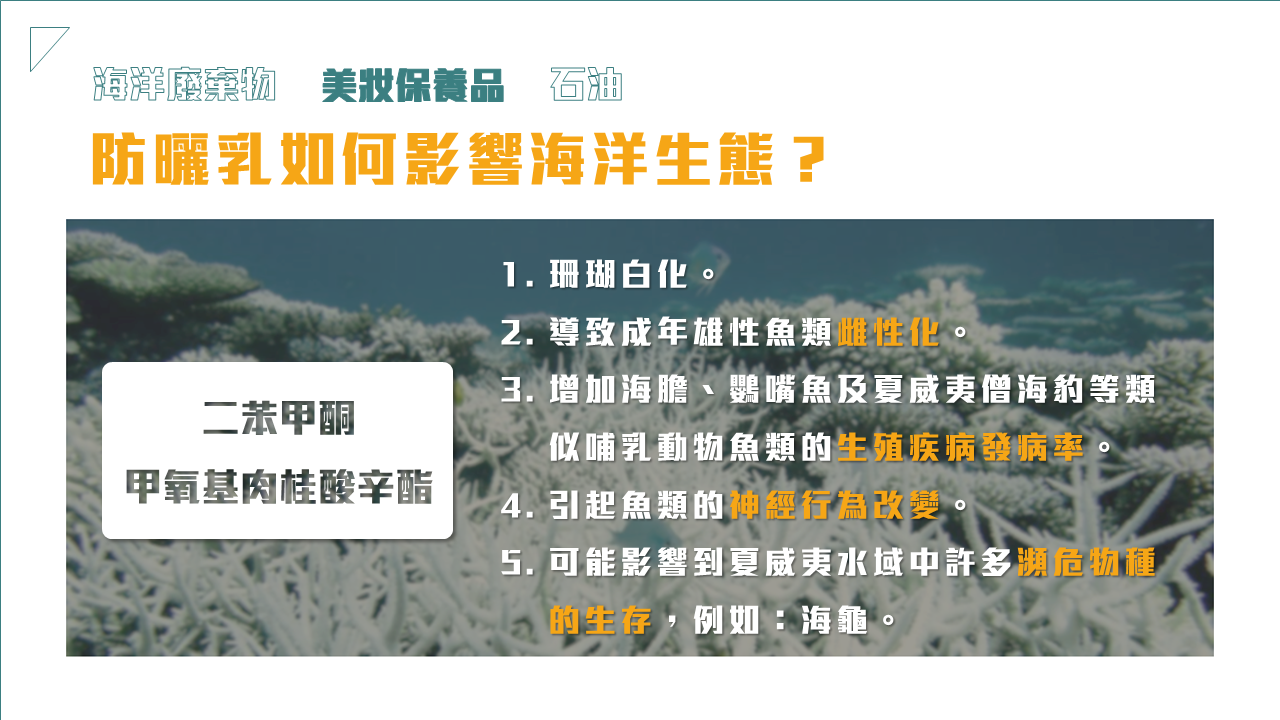 海洋廢棄物 美妝保養品 石油
防曬乳如何影響海洋生態？
二苯甲酮
甲氧基肉桂酸辛酯
1. 珊瑚白化。
2. 導致成年雄性魚類雌性化。
3. 增加海膽、鸚嘴魚及夏威夷僧海豹等類
似哺乳動物魚類的生殖疾病發病率。
4. 引起魚類的神經行為改變。
5. 可能影響到夏威夷水域中許多瀕危物種
的生存，例如：海龜。